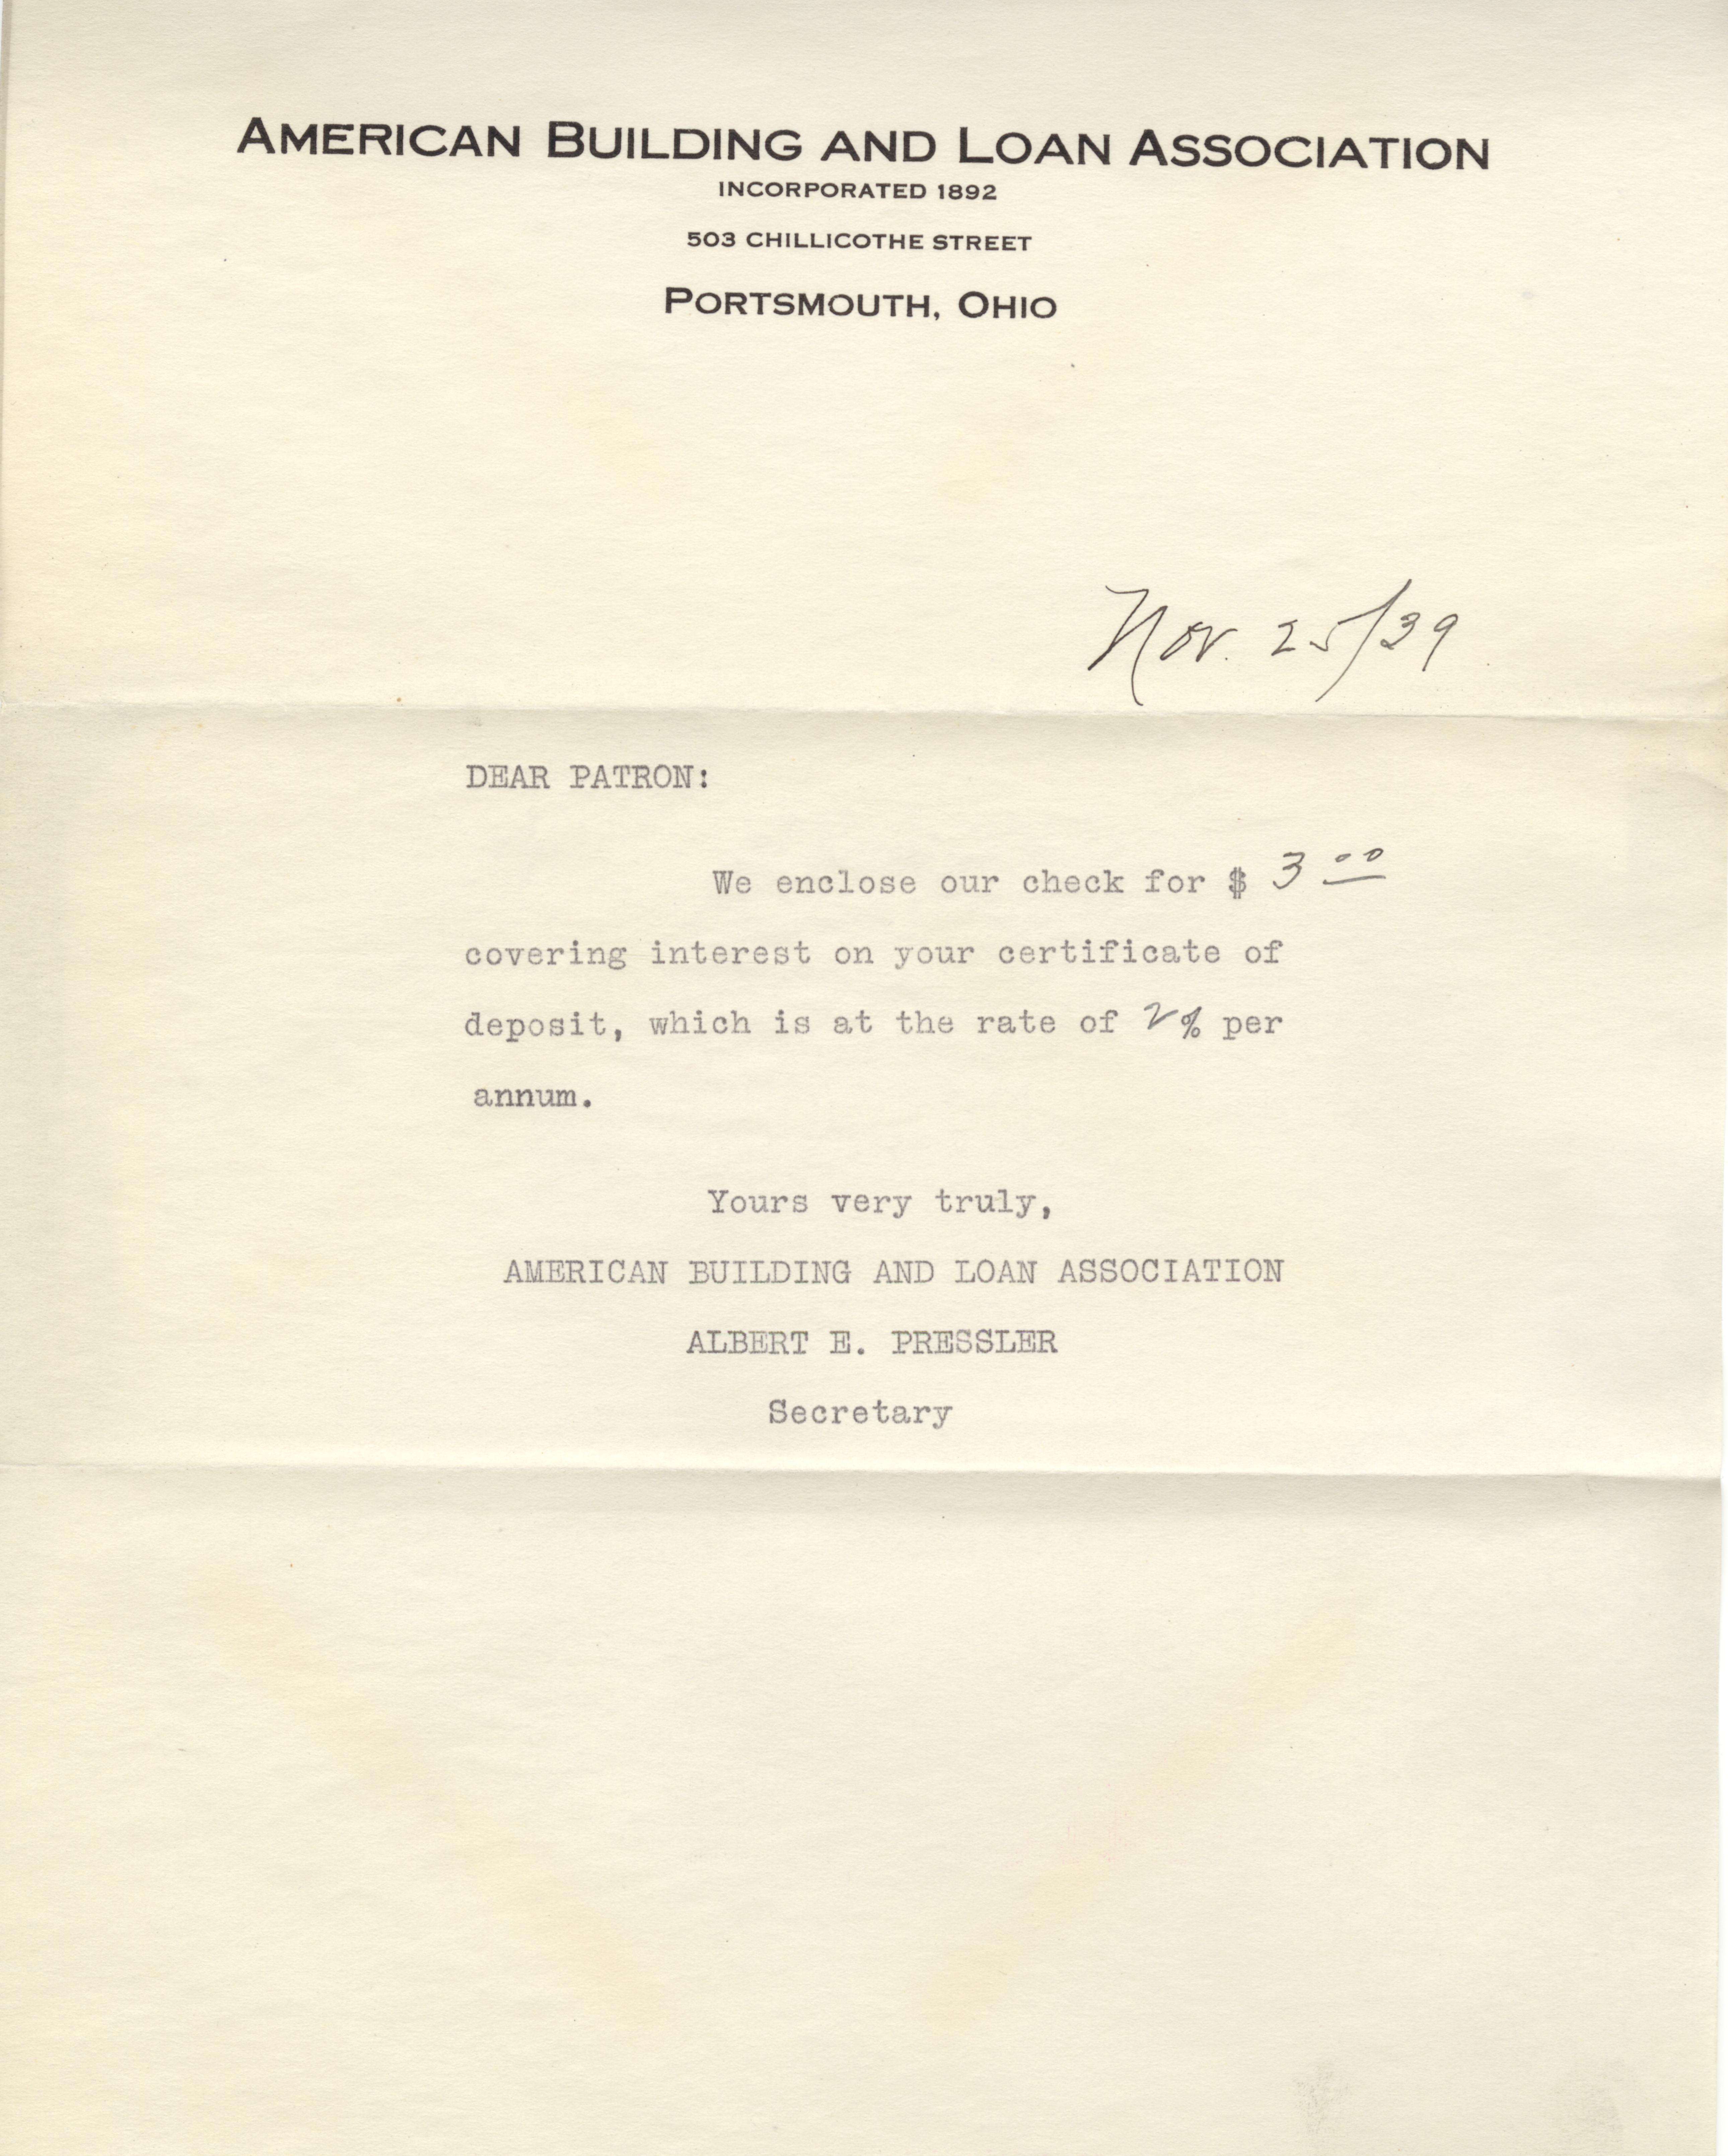 AMERICAN BUILDING AND LOAN ASSOCIATION
INCORPORATED 1892
503 CHILLICOTHE STREET
PORTSMOUTH, OHIO
Nov. 25/39
DEAR PATRON:
We enclose our check for $ 3 00
covering interest on your certificate of
deposit, which is at the rate of 2% per
annum.
Yours very truly,
AMERICAN BUILDING AND LOAN ASSOCIATION
ALBERT E. PRESSLER
Secretary